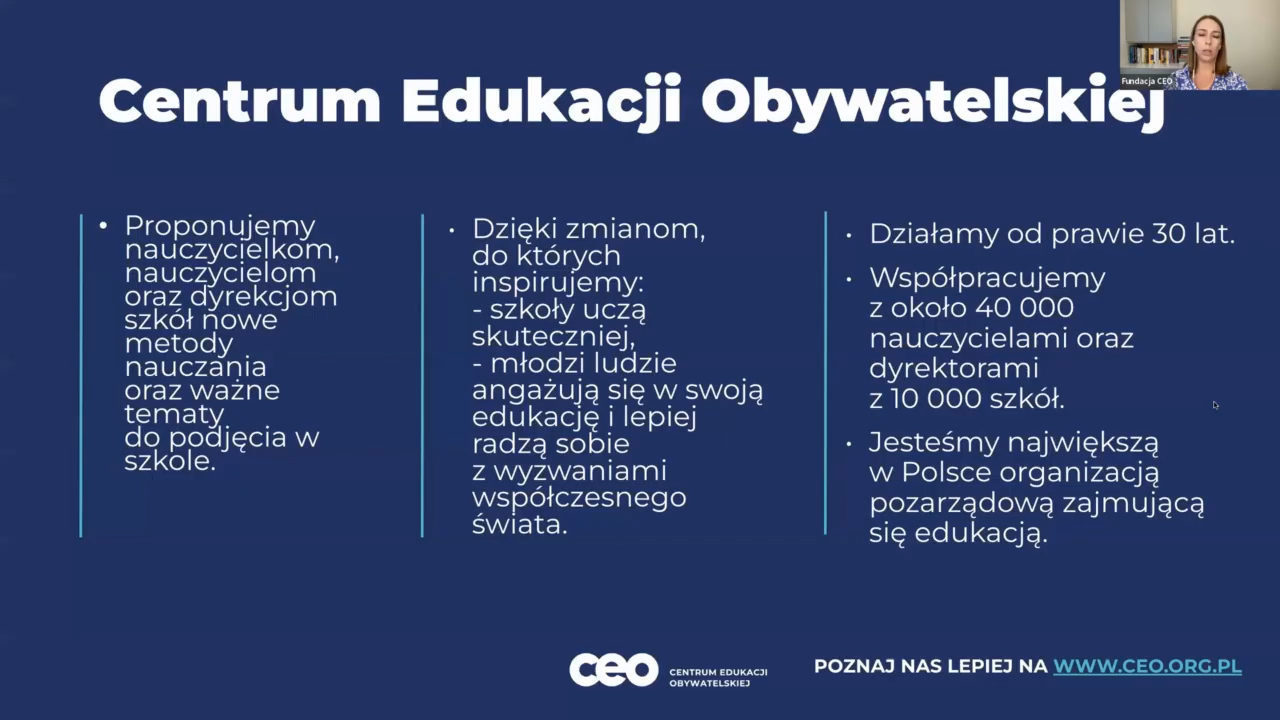 Fundacja CEO
Centrum Edukacji Obywatelskiej
• Proponujemy
nauczycielkom,
nauczycielom
oraz dyrekcjom
szkół nowe
metody
nauczania
oraz ważne
tematy
do podjęcia w
szkole.
• Dzięki zmianom,
do których
inspirujemy:
- szkoły uczą
skuteczniej,
- młodzi ludzie
angażują się w swoją
edukację i lepiej
radzą sobie
z wyzwaniami
współczesnego
świata.
• Działamy od prawie 30 lat.
• Współpracujemy
z około 40 000
nauczycielami oraz
dyrektorami
z 10 000 szkół.
• Jesteśmy największą
w Polsce organizacją
pozarządową zajmującą
się edukacją.
ceo CENTRUM EDUKACJI
OBYWATELSKIEJ
POZNAJ NAS LEPIEJ NA WWW.CEO.ORG.PL